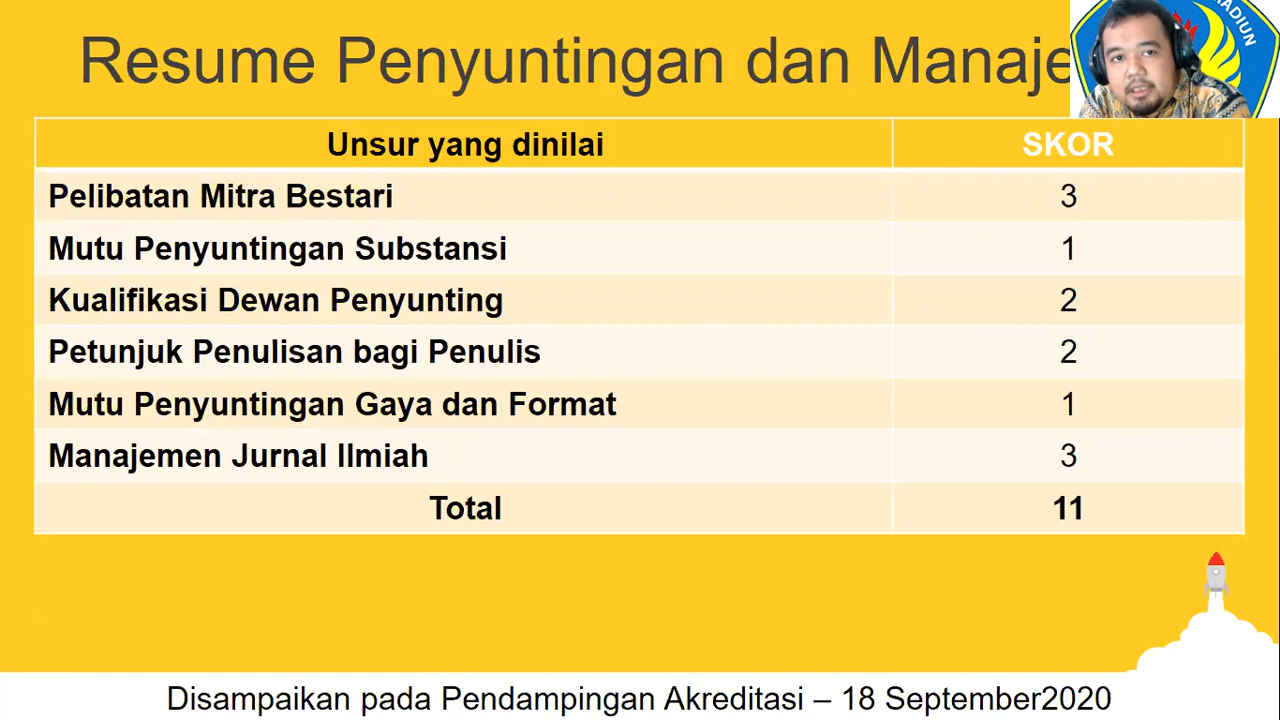 Resume Penyuntingan dan Manaje
MADIUN
Unsur yang dinilai SKOR
Pelibatan Mitra Bestari 3
Mutu Penyuntingan Substansi 1
Kualifikasi Dewan Penyunting 2
Petunjuk Penulisan bagi Penulis 2
Mutu Penyuntingan Gaya dan Format 1
Manajemen Jurnal Ilmiah 3
Total 11
Disampaikan pada Pendampingan Akreditasi – 18 September2020